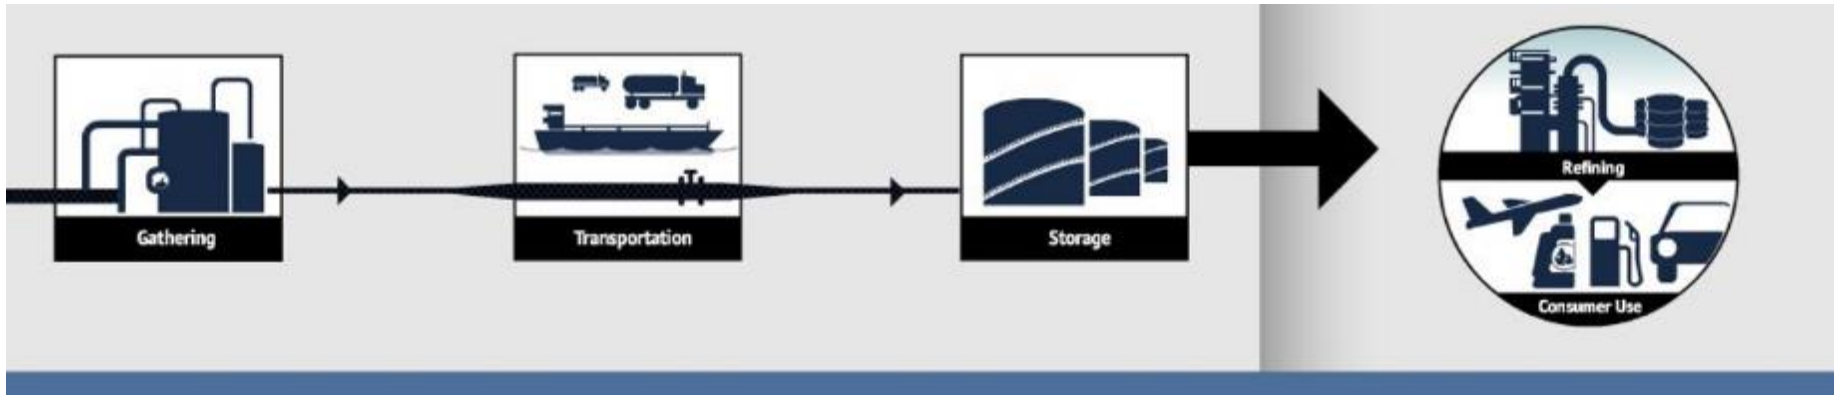 Gathering
Transportation
Storage
Refining
Consumer Use